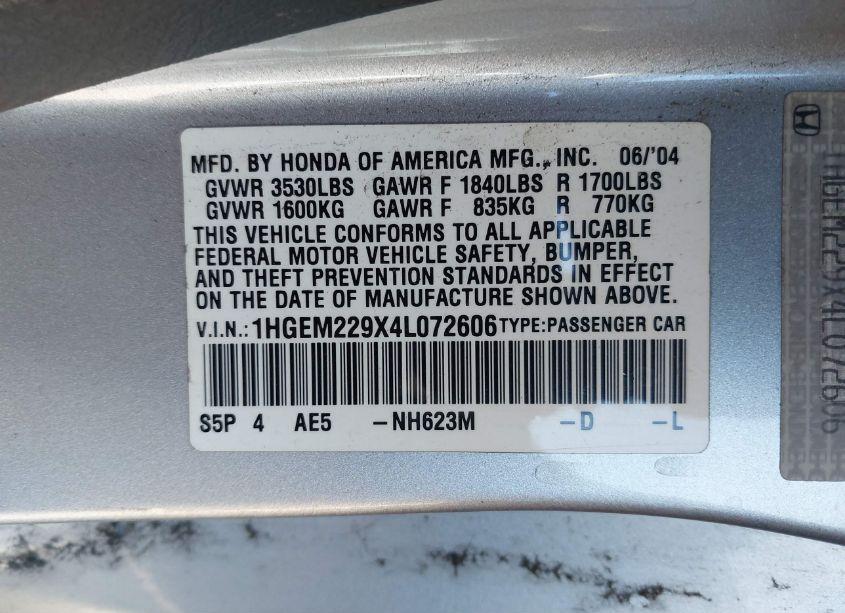 MFD. BY HONDA OF AMERICA MFG., INC. 06/'04
GVWR 3530LBS GAWR F 1840LBS R 1700LBS
GVWR 1600KG GAWR F 835KG R 770KG
THIS VEHICLE CONFORMS TO ALL APPLICABLE
FEDERAL MOTOR VEHICLE SAFETY, BUMPER,
AND THEFT PREVENTION STANDARDS IN EFFECT
ON THE DATE OF MANUFACTURE SHOWN ABOVE.
V.I.N.: 1HGEM229X4L072606 TYPE:PASSENGER CAR
S5P 4 AE5 -NH623M -D -L
1HGEM229X4L072606